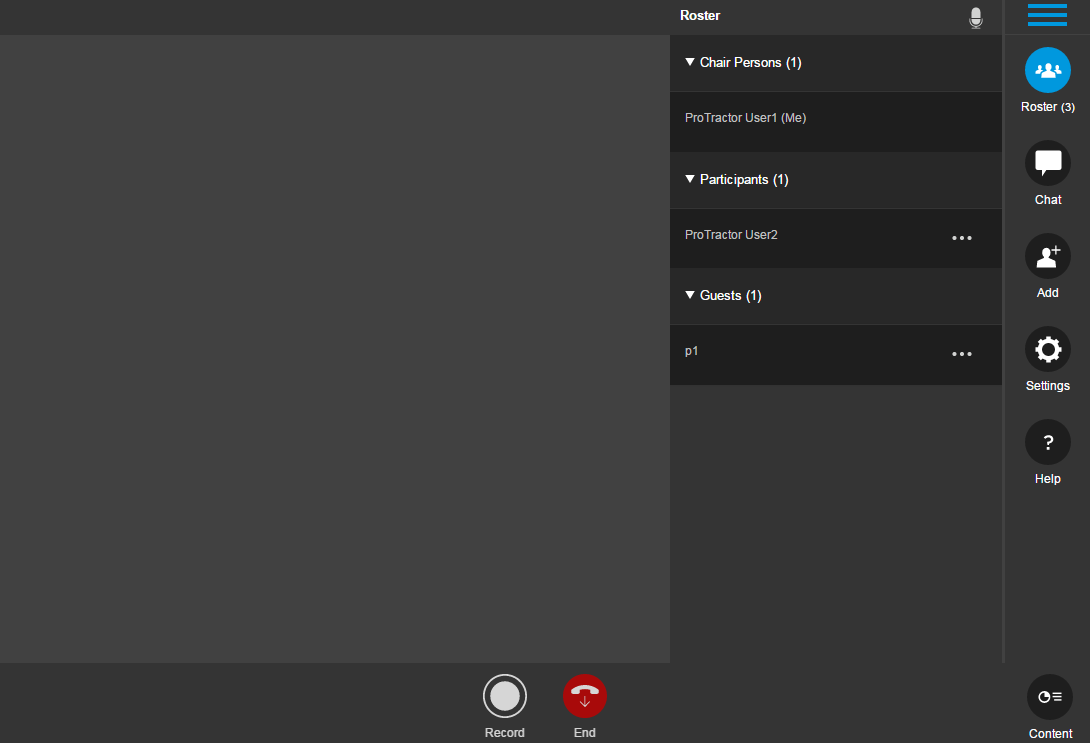 Roster
▼ Chair Persons (1)
ProTractor User1 (Me)
▼ Participants (1)
ProTractor User2
▼ Guests (1)
p1
Roster (3)
Chat
Add
Settings
?
Help
Record
End
Content